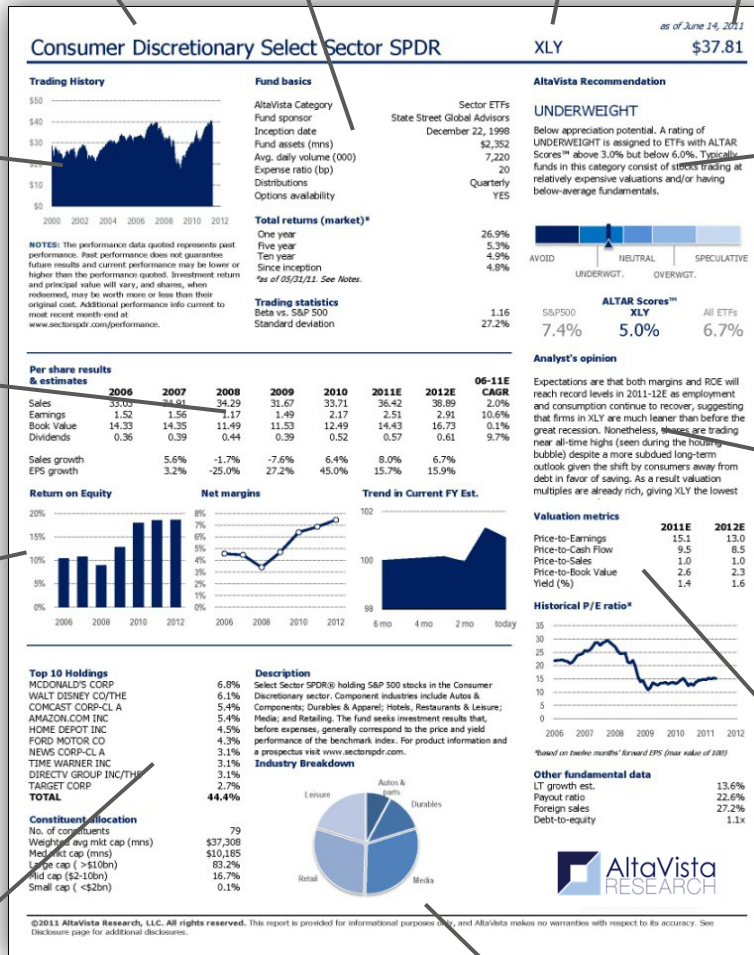 as of June 14, 2011
Consumer Discretionary Select Sector SPDR XLY $37.81
Trading History
$50
$40
$30
$20
$10
$0
2000 2002 2004 2006 2008 2010 2012
NOTES: The performance data quoted represents past
performance. Past performance does not guarantee
future results and current performance may be lower or
higher than the performance quoted. Investment return
and principal value will vary, and shares, when
redeemed, may be worth more or less than their
original cost. Additional performance info current to
most recent month-end at
www.sectorspdr.com/performance.
Fund basics
AltaVista Category Sector ETFs
Fund sponsor State Street Global Advisors
Inception date December 22, 1998
Fund assets (mns) $2,352
Avg. daily volume (000) 7,220
Expense ratio (bp) 20
Distributions Quarterly
Options availability YES
Total returns (market)*
One year 26.9%
Five year 5.3%
Ten year 4.9%
Since inception 4.8%
*as of 05/31/11. See Notes.
Trading statistics
Beta vs. S&P 500 1.16
Standard deviation 27.2%
AltaVista Recommendation
UNDERWEIGHT
Below appreciation potential. A rating of
UNDERWEIGHT is assigned to ETFs with ALTAR
Scores™ above 3.0% but below 6.0%. Typically
funds in this category consist of stocks trading at
relatively expensive valuations and/or having
below-average fundamentals.
AVOID NEUTRAL SPECULATIVE
UNDERWGT. OVERWGT.
ALTAR Scores™
S&P500 XLY All ETFs
7.4% 5.0% 6.7%
Analyst's opinion
Expectations are that both margins and ROE will
reach record levels in 2011-12E as employment
and consumption continue to recover, suggesting
that firms in XLY are much leaner than before the
great recession. Nonetheless, shares are trading
near all-time highs (seen during the housing
bubble) despite a more subdued long-term
outlook given the shift by consumers away from
debt in favor of saving. As a result valuation
multiples are already rich, giving XLY the lowest
Per share results
& estimates 2006 2007 2008 2009 2010 2011E 2012E 06-11E CAGR
Sales 33.03 34.91 34.29 31.67 33.71 36.42 38.89 2.0%
Earnings 1.52 1.56 1.17 1.49 2.17 2.51 2.91 10.6%
Book Value 14.33 14.35 11.49 11.53 12.49 14.43 16.73 0.1%
Dividends 0.36 0.39 0.44 0.39 0.52 0.57 0.61 9.7%
Sales growth 5.6% -1.7% -7.6% 6.4% 8.0% 6.7%
EPS growth 3.2% -25.0% 27.2% 45.0% 15.7% 15.9%
Return on Equity
20%
15%
10%
5%
0%
2006 2008 2010 2012
Net margins
8%
7%
6%
5%
4%
3%
2%
1%
0%
2006 2008 2010 2012
Trend in Current FY Est.
102
100
98
6 mo 4 mo 2 mo today
Valuation metrics
2011E 2012E
Price-to-Earnings 15.1 13.0
Price-to-Cash Flow 9.5 8.5
Price-to-Sales 1.0 1.0
Price-to-Book Value 2.6 2.3
Yield (%) 1.4 1.6
Historical P/E ratio*
35
30
25
20
15
10
5
0
2006 2007 2008 2009 2010 2011 2012
*based on twelve months' forward EPS (max value of 100)
Other fundamental data
LT growth est. 13.6%
Payout ratio 22.6%
Foreign sales 27.2%
Debt-to-equity 1.1x
Top 10 Holdings
MCDONALD'S CORP 6.8%
WALT DISNEY CO/THE 6.1%
COMCAST CORP-CL A 5.4%
AMAZON.COM INC 5.4%
HOME DEPOT INC 4.5%
FORD MOTOR CO 4.3%
NEWS CORP-CL A 3.1%
TIME WARNER INC 3.1%
DIRECTV GROUP INC/THE 3.1%
TARGET CORP 2.7%
TOTAL 44.4%
Constituent allocation
No. of constituents 79
Weighted avg mkt cap (mns) $37,308
Med mkt cap (mns) $10,185
Large cap ( >$10bn) 83.2%
Mid cap ($2-10bn) 16.7%
Small cap ( <$2bn) 0.1%
Description
Select Sector SPDR® holding S&P 500 stocks in the Consumer
Discretionary sector. Component industries include Autos &
Components; Durables & Apparel; Hotels, Restaurants & Leisure;
Media; and Retailing. The fund seeks investment results that,
before expenses, generally correspond to the price and yield
performance of the benchmark index. For product information and
a prospectus visit www.sectorspdr.com.
Industry Breakdown
Autos &
parts
Durables
Media
Retail
Leisure
AltaVista
RESEARCH
©2011 AltaVista Research, LLC. All rights reserved. This report is provided for informational purposes only, and AltaVista makes no warranties with respect to its accuracy. See
Disclosure page for additional disclosures.